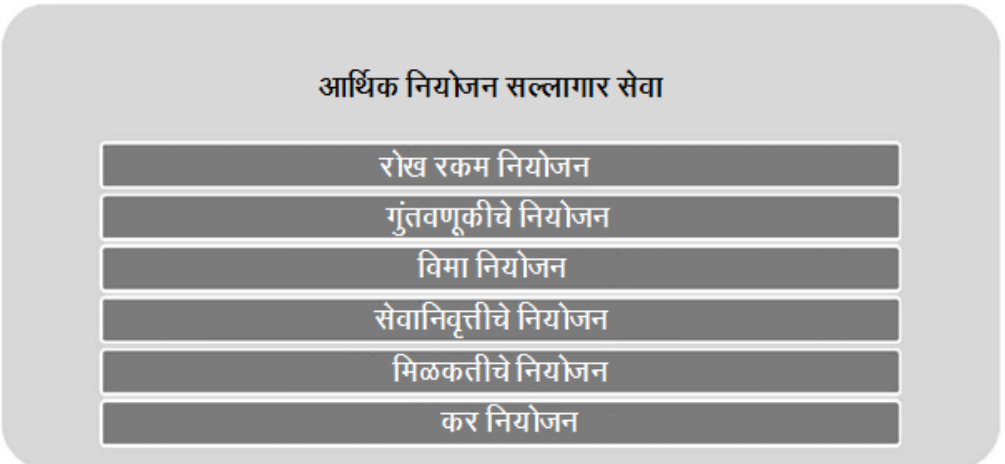 आर्थिक नियोजन सल्लागार सेवा
रोख रकम नियोजन
गुंतवणूकीचे नियोजन
विमा नियोजन
सेवानिवृत्तीचे नियोजन
मिळकतीचे नियोजन
कर नियोजन